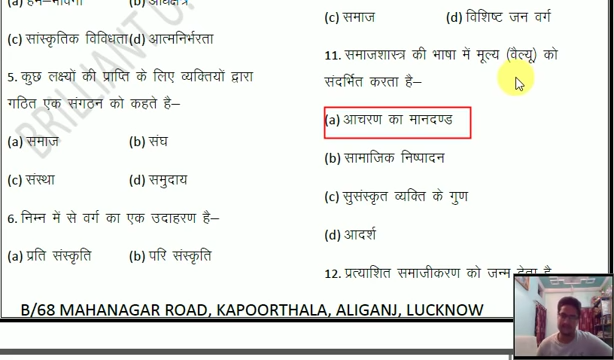 (b)
(c) सांस्कृतिक विविधता (d) आत्मनिर्भरता
5. कुछ लक्ष्यों की प्राप्ति के लिए व्यक्तियों द्वारा
गठित एक संगठन को कहते है–
(a) समाज (b) संघ
(c) संस्था (d) समुदाय
6. निम्न में से वर्ग का एक उदाहरण है–
(a) प्रति संस्कृति (b) परि संस्कृति
(c) समाज (d) विशिष्ट जन वर्ग
11. समाजशास्त्र की भाषा में मूल्य (वैल्यू) को
संदर्भित करता है–
(a) आचरण का मानदण्ड
(b) सामाजिक निष्पादन
(c) सुसंस्कृत व्यक्ति के गुण
(d) आदर्श
12. प्रत्याशित समाजीकरण को जन्म देता है
B/68 MAHANAGAR ROAD, KAPOORTHALA, ALIGANJ, LUCKNOW
BRILLIANT